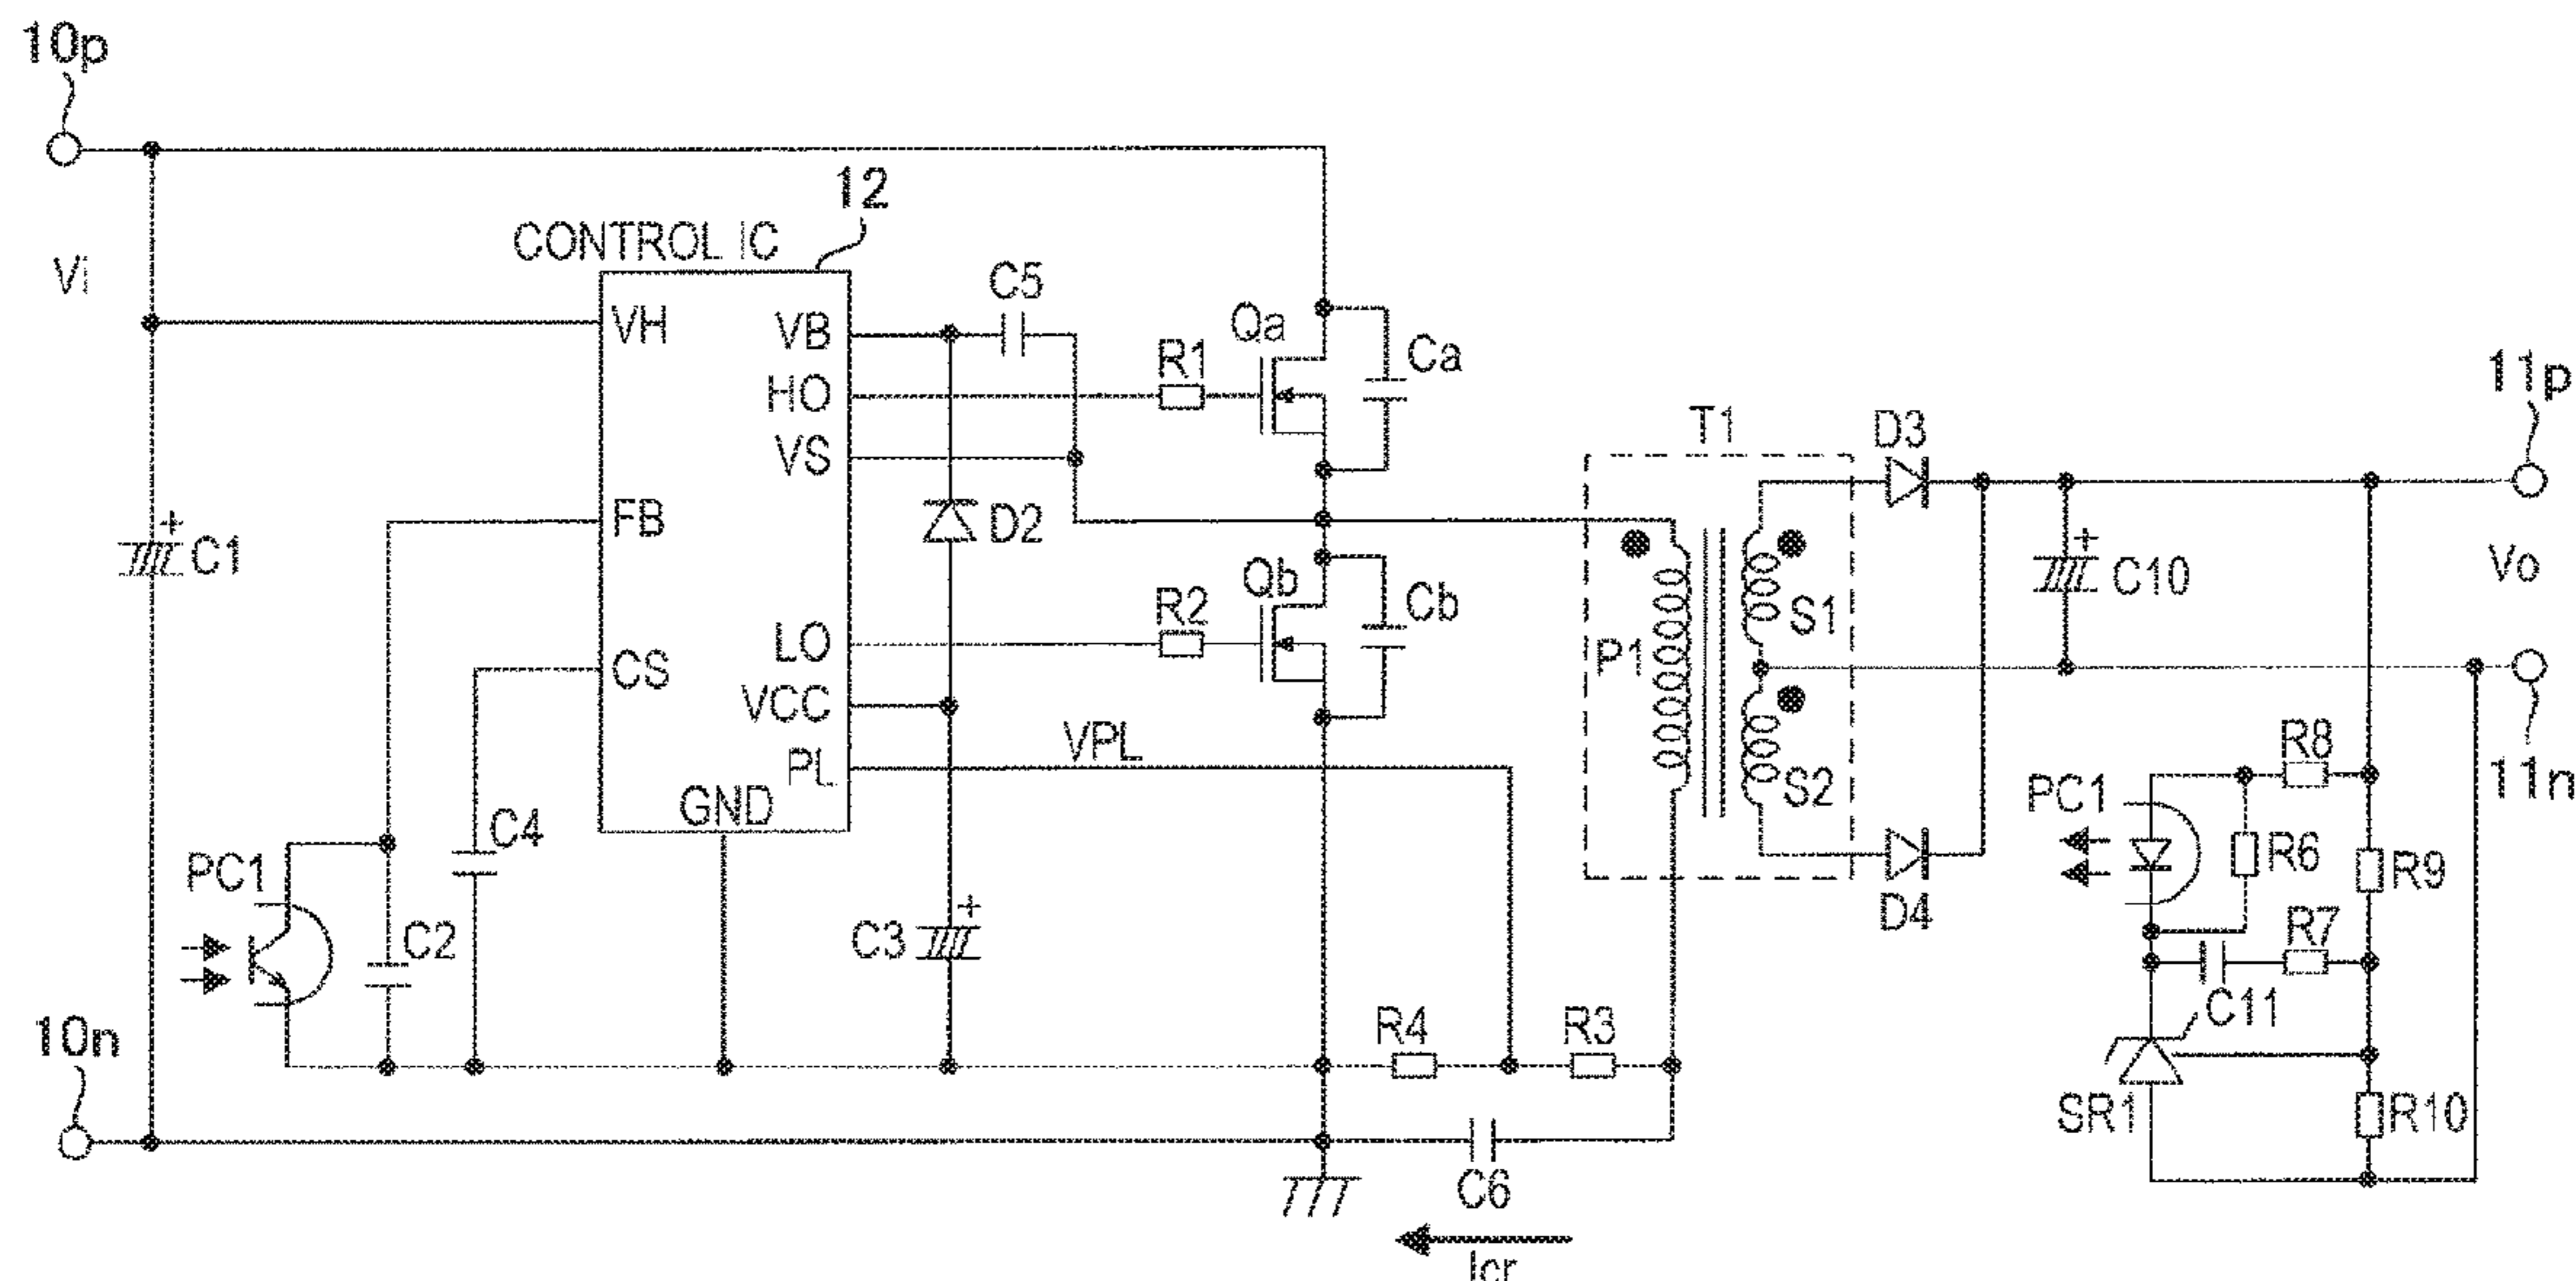 10p
12
CONTROL IC
Vi
C5
VH
VB
Qa
Ca
R1
HO
11p
T1
D3
VS
FB
D2
C1
C10
Vo
Qb
Cb
R2
S1
P1
LO
CS
VCC
VPL
R8
PL
11n
PC1
S2
GND
C4
R6
R9
PC1
D4
C2
C3
R7
C11
10n
R4
R3
SR1
R10
C6
Icr